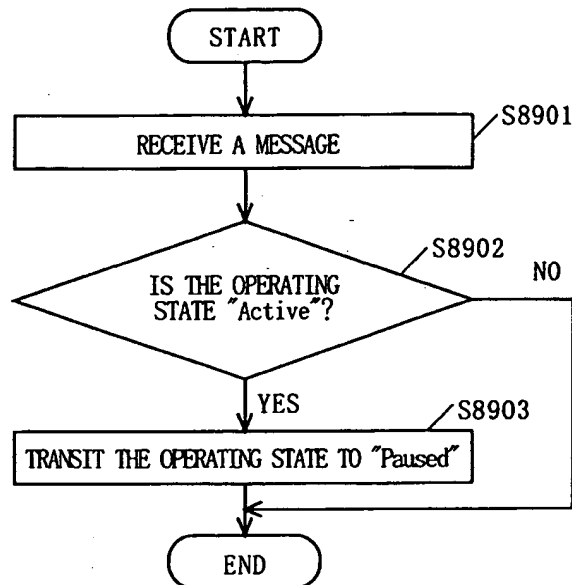 START
S8901
RECEIVE A MESSAGE
S8902
IS THE OPERATING
STATE "Active"?
NO
YES
S8903
TRANSIT THE OPERATING STATE TO "Paused"
END